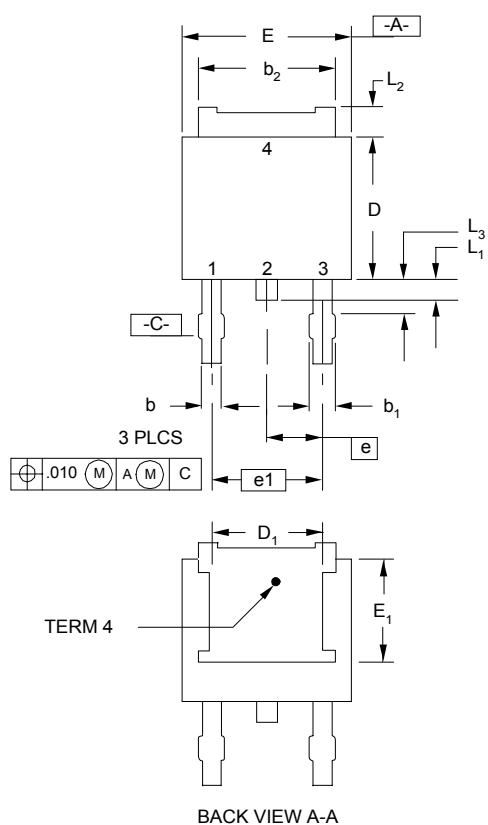 E
-A-
b2
L2
4
D
L3
L1
1 2 3
-C-
b
b1
3 PLCS
e
.010 M A M C
e1
D1
E1
TERM 4
BACK VIEW A-A